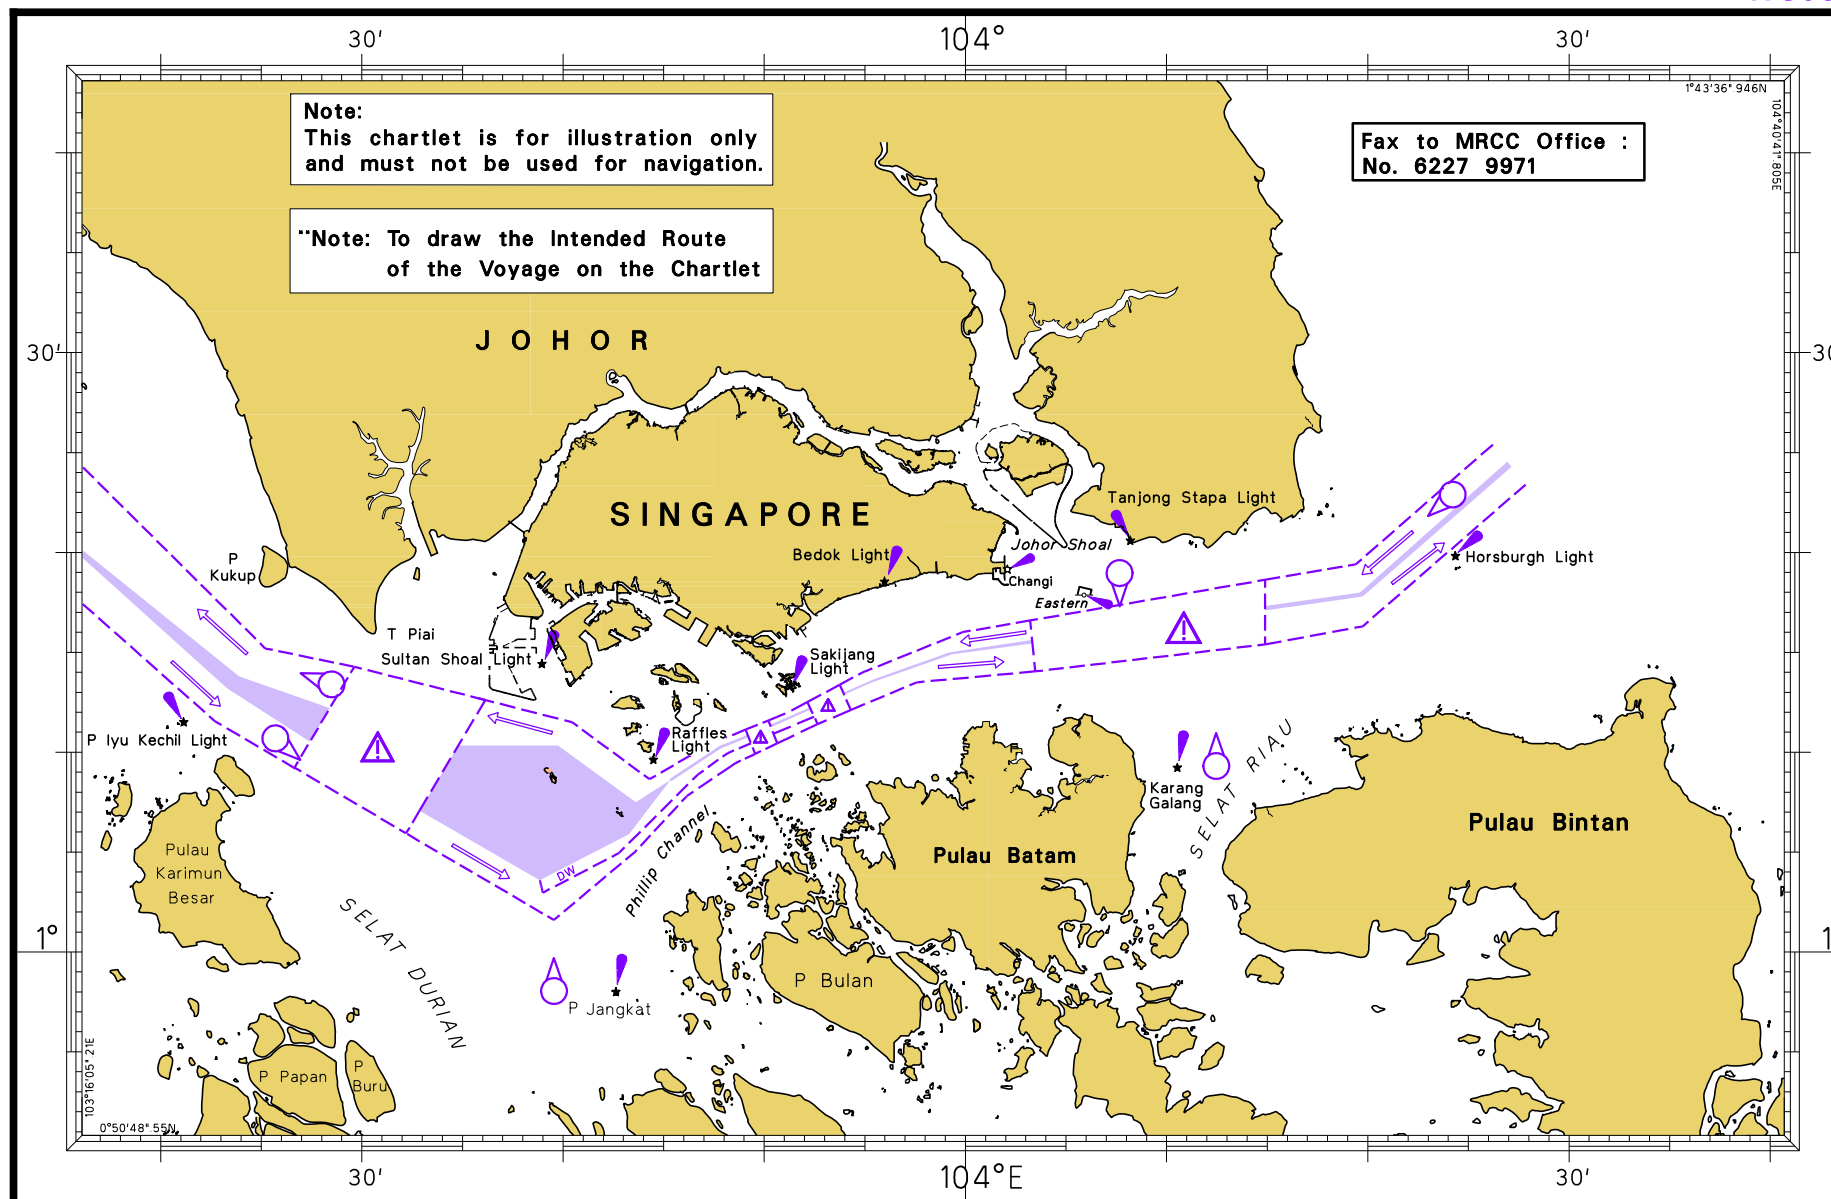 30'
104°
30'
1°43'36".946N
104°40'41".805E
Note:
This chartlet is for illustration only
and must not be used for navigation.
Fax to MRCC Office :
No. 6227 9971
**Note: To draw the Intended Route
of the Voyage on the Chartlet
JOHOR
30'
30
SINGAPORE
Tanjong Stapa Light
Johor Shoal
Bedok Light
Changi
Eastern
Horsburgh Light
P
Kukup
T Piai
Sultan Shoal Light
Sakijang
Light
P Iyu Kechil Light
Raffles
Light
SELAT RIAU
Karang
Galang
Phillip Channel
DW
Pulau Bintan
Pulau Batam
Pulau
Karimun
Besar
SELAT DURIAN
1°
1
P Bulan
P Jangkat
P Papan
P
Buru
103°16'05".21E
0°50'48".55N
30'
104°E
30'